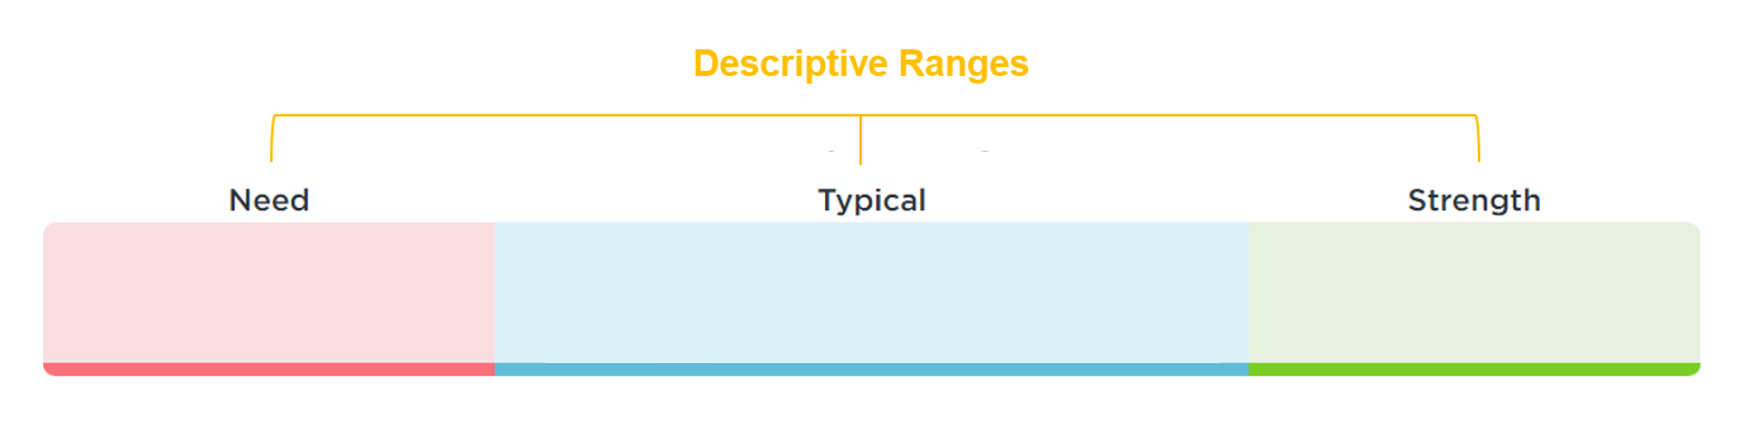 Descriptive Ranges
Need
Typical
Strength